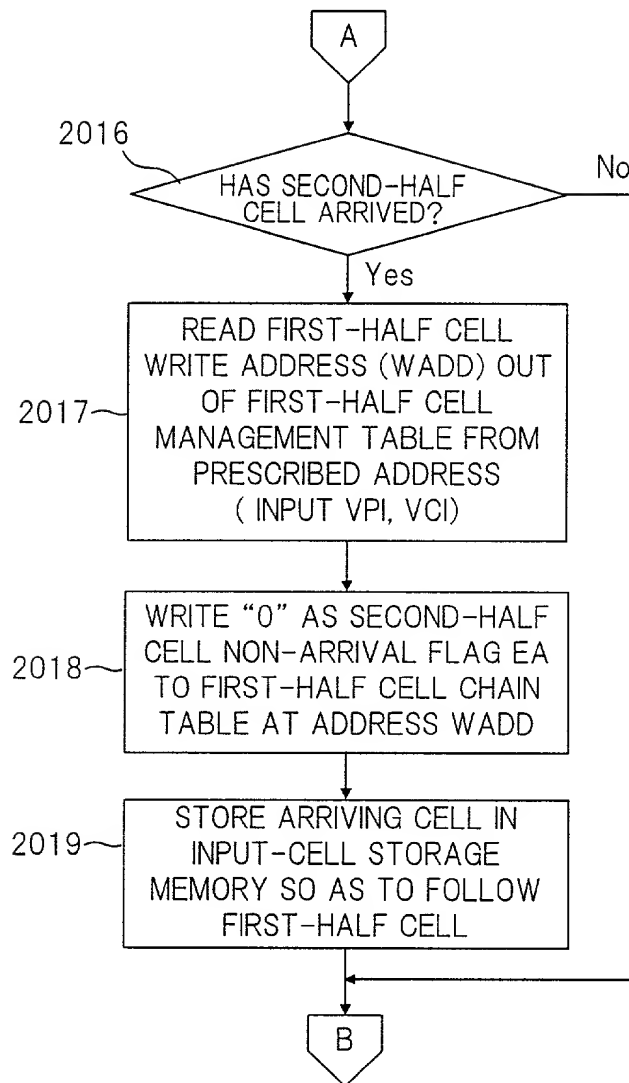 A
2016
HAS SECOND-HALF
CELL ARRIVED?
No
Yes
2017
READ FIRST-HALF CELL
WRITE ADDRESS (WADD) OUT
OF FIRST-HALF CELL
MANAGEMENT TABLE FROM
PRESCRIBED ADDRESS
( INPUT VPI, VCI)
2018
WRITE “0” AS SECOND-HALF
CELL NON-ARRIVAL FLAG EA
TO FIRST-HALF CELL CHAIN
TABLE AT ADDRESS WADD
2019
STORE ARRIVING CELL IN
INPUT-CELL STORAGE
MEMORY SO AS TO FOLLOW
FIRST-HALF CELL
B